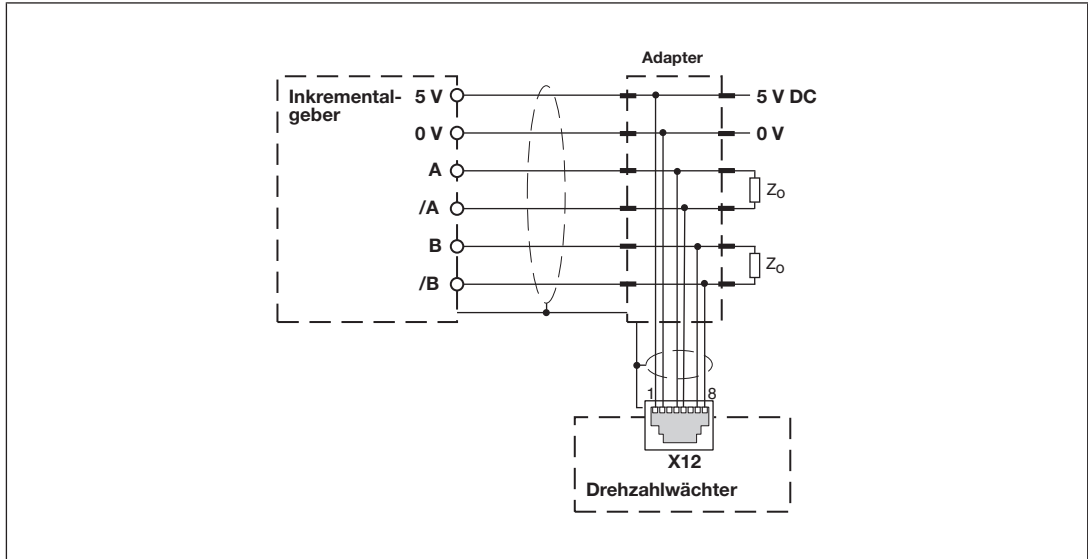 Adapter
Inkremental-
geber
5 V
5 V DC
0 V
0 V
A
Z₀
/A
B
Z₀
/B
1
8
X12
Drehzahlwächter